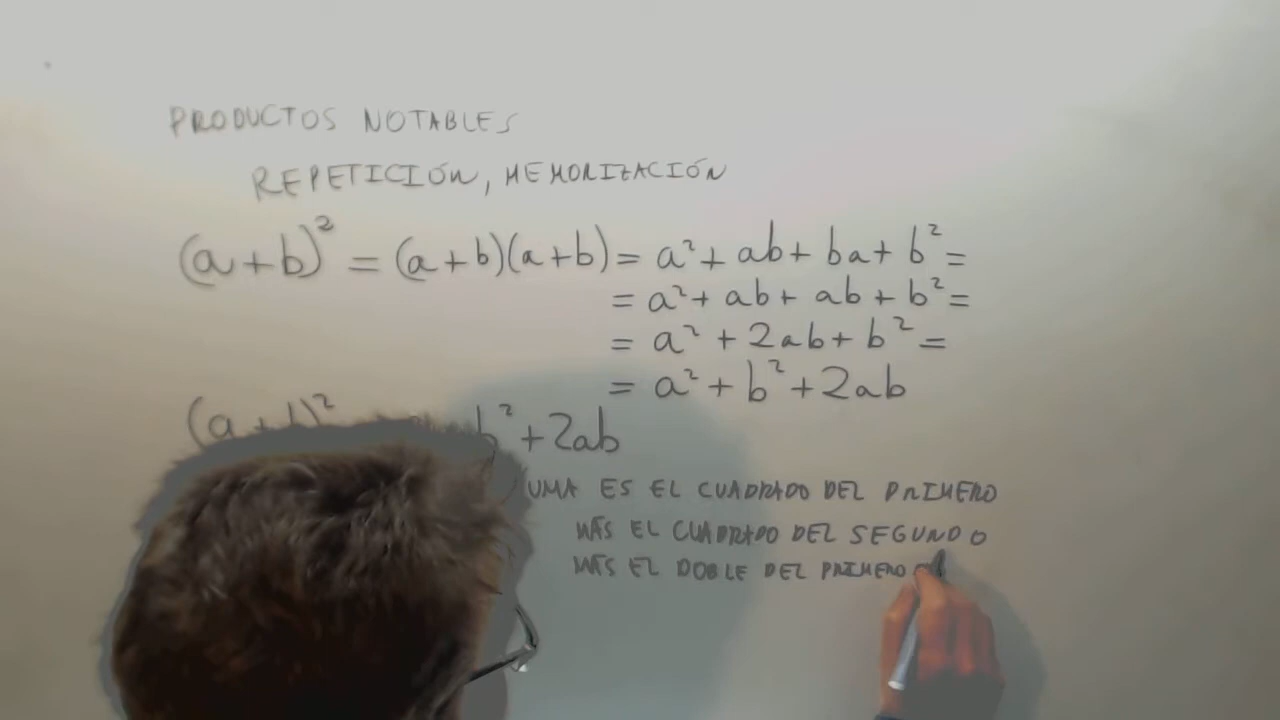 PRODUCTOS NOTABLES
REPETICIÓN, MEMORIZACIÓN
(a+b)² = (a+b)(a+b) = a² + ab + ba + b² =
= a² + ab + ab + b² =
= a² + 2ab + b² =
= a² + b² + 2ab
(a+b)² b² + 2ab
UMA ES EL CUADRADO DEL PRIMERO
MÁS EL CUADRADO DEL SEGUNDO
MÁS EL DOBLE DEL PRIMERO